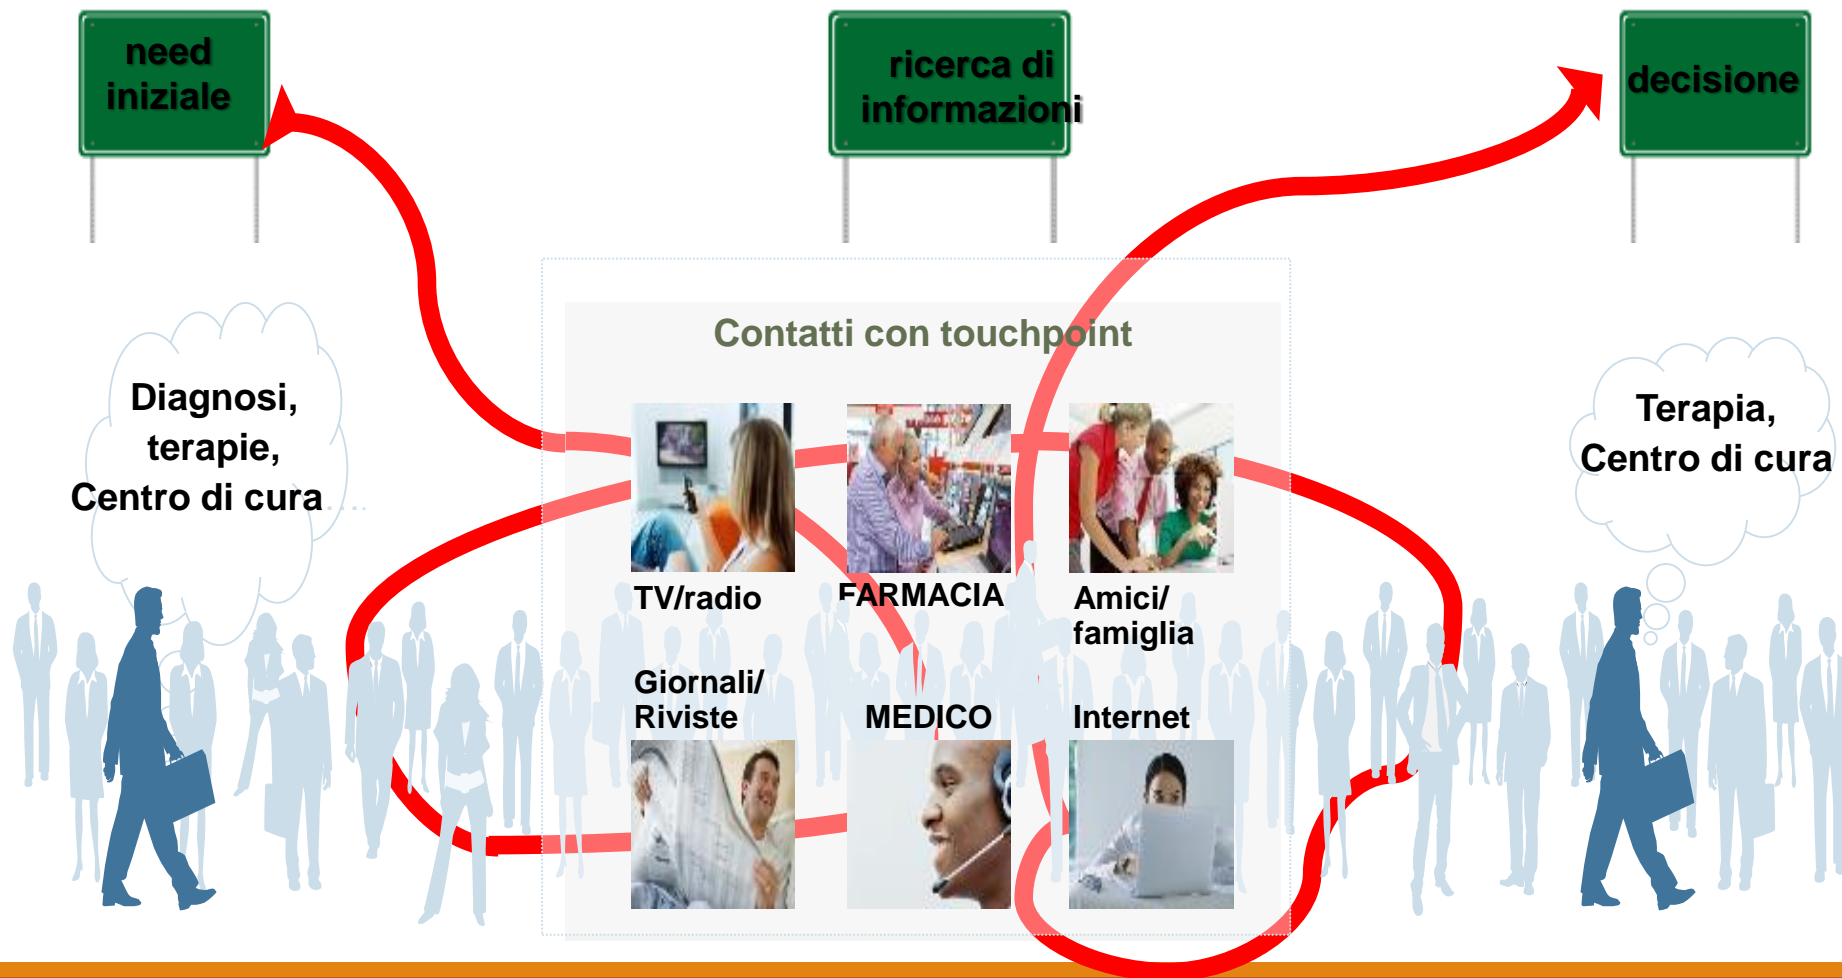 need
iniziale
ricerca di
informazioni
decisione
Contatti con touchpoint
Diagnosi,
terapie,
Centro di cura....
Terapia,
Centro di cura
TV/radio
FARMACIA
Amici/
famiglia
Giornali/
Riviste
MEDICO
Internet